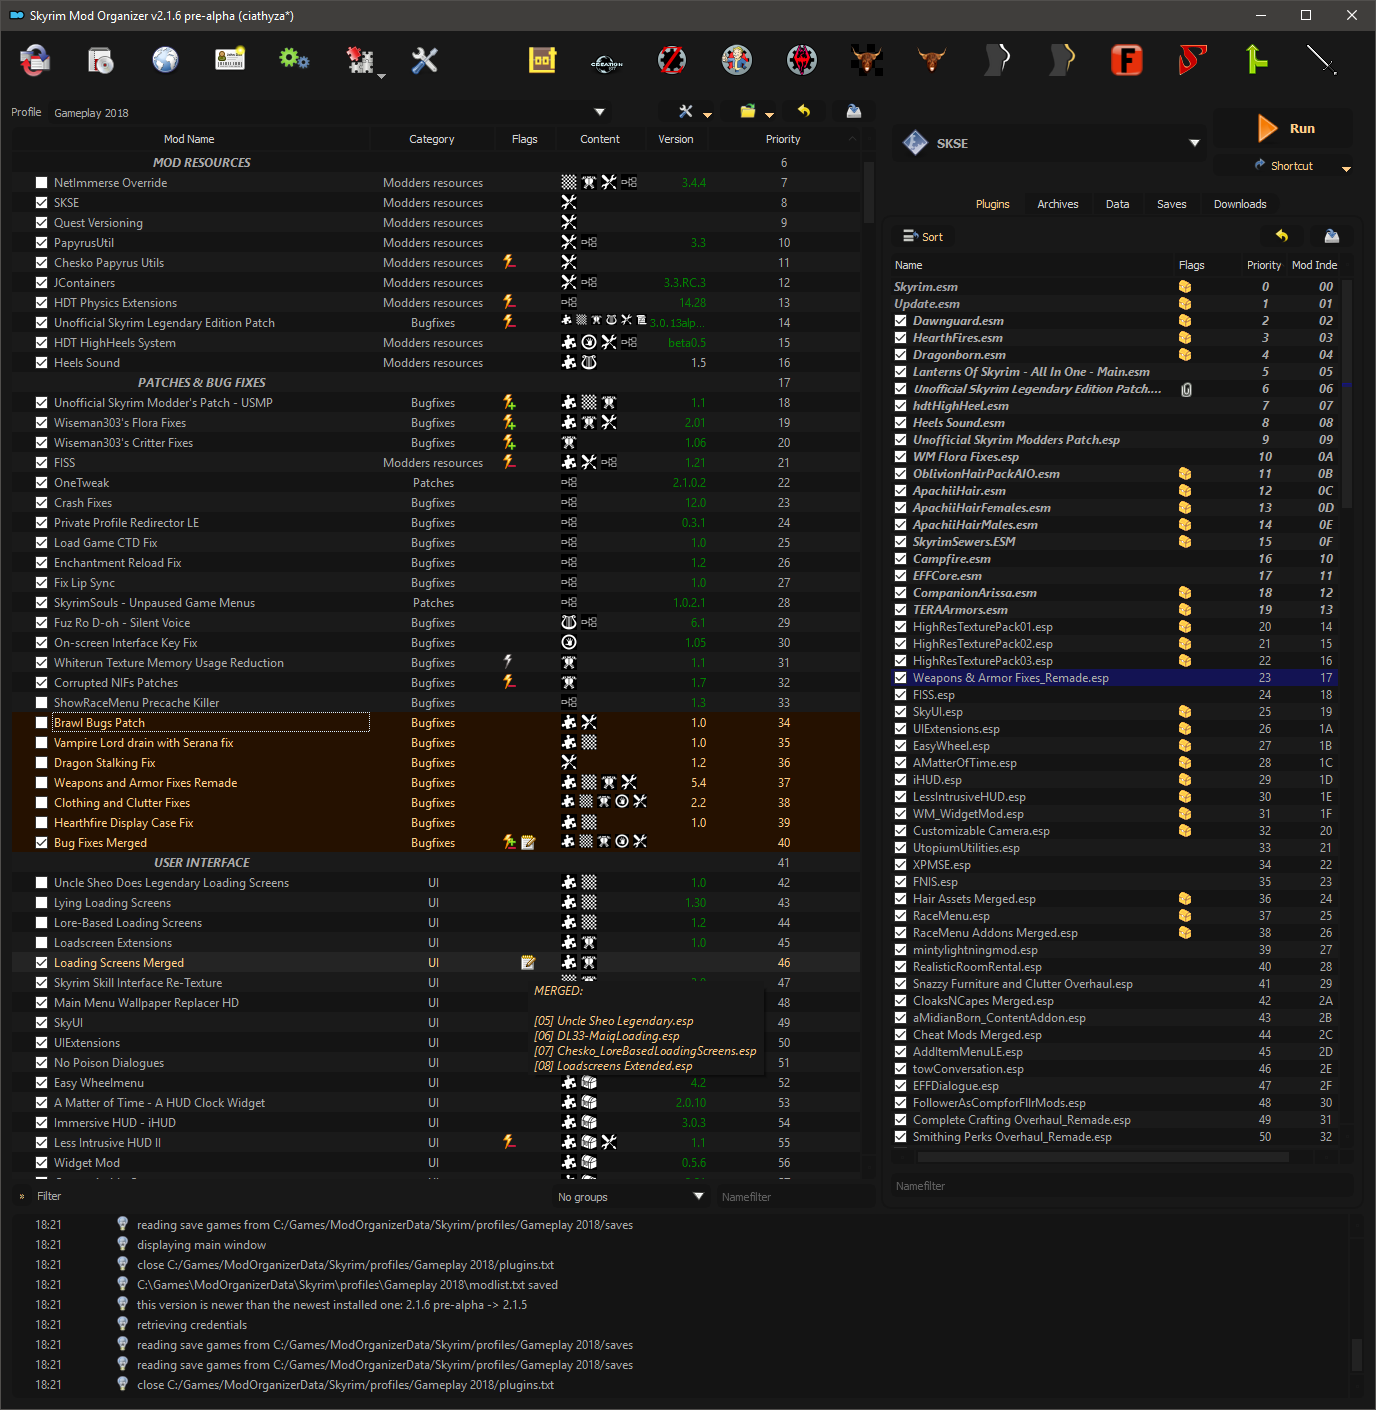 Skyrim Mod Organizer v2.1.6 pre-alpha (ciathyza*)
CREATION KIT
Profile Gameplay 2018
Mod Name Category Flags Content Version Priority
MOD RESOURCES 6
NetImmerse Override Modders resources 3.4.4 7
SKSE Modders resources 8
Quest Versioning Modders resources 9
PapyrusUtil Modders resources 3.3 10
Chesko Papyrus Utils Modders resources 11
JContainers Modders resources 3.3.RC.3 12
HDT Physics Extensions Modders resources 14.28 13
Unofficial Skyrim Legendary Edition Patch Bugfixes 3.0.13alp... 14
HDT HighHeels System Modders resources beta0.5 15
Heels Sound Modders resources 1.5 16
PATCHES & BUG FIXES 17
Unofficial Skyrim Modder's Patch - USMP Bugfixes 1.1 18
Wiseman303's Flora Fixes Bugfixes 2.01 19
Wiseman303's Critter Fixes Bugfixes 1.06 20
FISS Modders resources 1.21 21
OneTweak Patches 2.1.0.2 22
Crash Fixes Bugfixes 12.0 23
Private Profile Redirector LE Bugfixes 0.3.1 24
Load Game CTD Fix Bugfixes 1.0 25
Enchantment Reload Fix Bugfixes 1.2 26
Fix Lip Sync Bugfixes 1.0 27
SkyrimSouls - Unpaused Game Menus Patches 1.0.2.1 28
Fuz Ro D-oh - Silent Voice Bugfixes 6.1 29
On-screen Interface Key Fix Bugfixes 1.05 30
Whiterun Texture Memory Usage Reduction Bugfixes 1.1 31
Corrupted NIFs Patches Bugfixes 1.7 32
ShowRaceMenu Precache Killer Bugfixes 1.3 33
Brawl Bugs Patch Bugfixes 1.0 34
Vampire Lord drain with Serana fix Bugfixes 1.0 35
Dragon Stalking Fix Bugfixes 1.2 36
Weapons and Armor Fixes Remade Bugfixes 5.4 37
Clothing and Clutter Fixes Bugfixes 2.2 38
Hearthfire Display Case Fix Bugfixes 1.0 39
Bug Fixes Merged Bugfixes 40
USER INTERFACE 41
Uncle Sheo Does Legendary Loading Screens UI 1.0 42
Lying Loading Screens UI 1.30 43
Lore-Based Loading Screens UI 1.2 44
Loadscreen Extensions UI 1.0 45
Loading Screens Merged UI 46
Skyrim Skill Interface Re-Texture UI 47
Main Menu Wallpaper Replacer HD UI 48
SkyUI UI 49
UIExtensions UI 50
No Poison Dialogues UI 51
Easy Wheelmenu UI 4.2 52
A Matter of Time - A HUD Clock Widget UI 2.0.10 53
Immersive HUD - iHUD UI 3.0.3 54
Less Intrusive HUD II UI 1.1 55
Widget Mod UI 0.5.6 56
MERGED:
[05] Uncle Sheo Legendary.esp
[06] DL33-MaiqLoading.esp
[07] Chesko_LoreBasedLoadingScreens.esp
[08] Loadscreens Extended.esp
» Filter No groups Namefilter
SKSE
Run
Shortcut
Plugins Archives Data Saves Downloads
Sort
Name Flags Priority Mod Inde
Skyrim.esm 0 00
Update.esm 1 01
Dawnguard.esm 2 02
HearthFires.esm 3 03
Dragonborn.esm 4 04
Lanterns Of Skyrim - All In One - Main.esm 5 05
Unofficial Skyrim Legendary Edition Patch.... 6 06
hdtHighHeel.esm 7 07
Heels Sound.esm 8 08
Unofficial Skyrim Modders Patch.esp 9 09
WM Flora Fixes.esp 10 0A
OblivionHairPackAIO.esm 11 0B
ApachiiHair.esm 12 0C
ApachiiHairFemales.esm 13 0D
ApachiiHairMales.esm 14 0E
SkyrimSewers.ESM 15 0F
Campfire.esm 16 10
EFFCore.esm 17 11
CompanionArissa.esm 18 12
TERAArmors.esm 19 13
HighResTexturePack01.esp 20 14
HighResTexturePack02.esp 21 15
HighResTexturePack03.esp 22 16
Weapons & Armor Fixes_Remade.esp 23 17
FISS.esp 24 18
SkyUI.esp 25 19
UIExtensions.esp 26 1A
EasyWheel.esp 27 1B
AMatterOfTime.esp 28 1C
iHUD.esp 29 1D
LessIntrusiveHUD.esp 30 1E
WM_WidgetMod.esp 31 1F
Customizable Camera.esp 32 20
UtopiumUtilities.esp 33 21
XPMSE.esp 34 22
FNIS.esp 35 23
Hair Assets Merged.esp 36 24
RaceMenu.esp 37 25
RaceMenu Addons Merged.esp 38 26
mintylightningmod.esp 39 27
RealisticRoomRental.esp 40 28
Snazzy Furniture and Clutter Overhaul.esp 41 29
CloaksNCapes Merged.esp 42 2A
aMidianBorn_ContentAddon.esp 43 2B
Cheat Mods Merged.esp 44 2C
AddItemMenuLE.esp 45 2D
towConversation.esp 46 2E
EFFDialogue.esp 47 2F
FollowerAsCompforFllrMods.esp 48 30
Complete Crafting Overhaul_Remade.esp 49 31
Smithing Perks Overhaul_Remade.esp 50 32
Namefilter
18:21 reading save games from C:/Games/ModOrganizerData/Skyrim/profiles/Gameplay 2018/saves
18:21 displaying main window
18:21 close C:/Games/ModOrganizerData/Skyrim/profiles/Gameplay 2018/plugins.txt
18:21 C:\Games\ModOrganizerData\Skyrim\profiles\Gameplay 2018\modlist.txt saved
18:21 this version is newer than the newest installed one: 2.1.6 pre-alpha -> 2.1.5
18:21 retrieving credentials
18:21 reading save games from C:/Games/ModOrganizerData/Skyrim/profiles/Gameplay 2018/saves
18:21 reading save games from C:/Games/ModOrganizerData/Skyrim/profiles/Gameplay 2018/saves
18:21 close C:/Games/ModOrganizerData/Skyrim/profiles/Gameplay 2018/plugins.txt